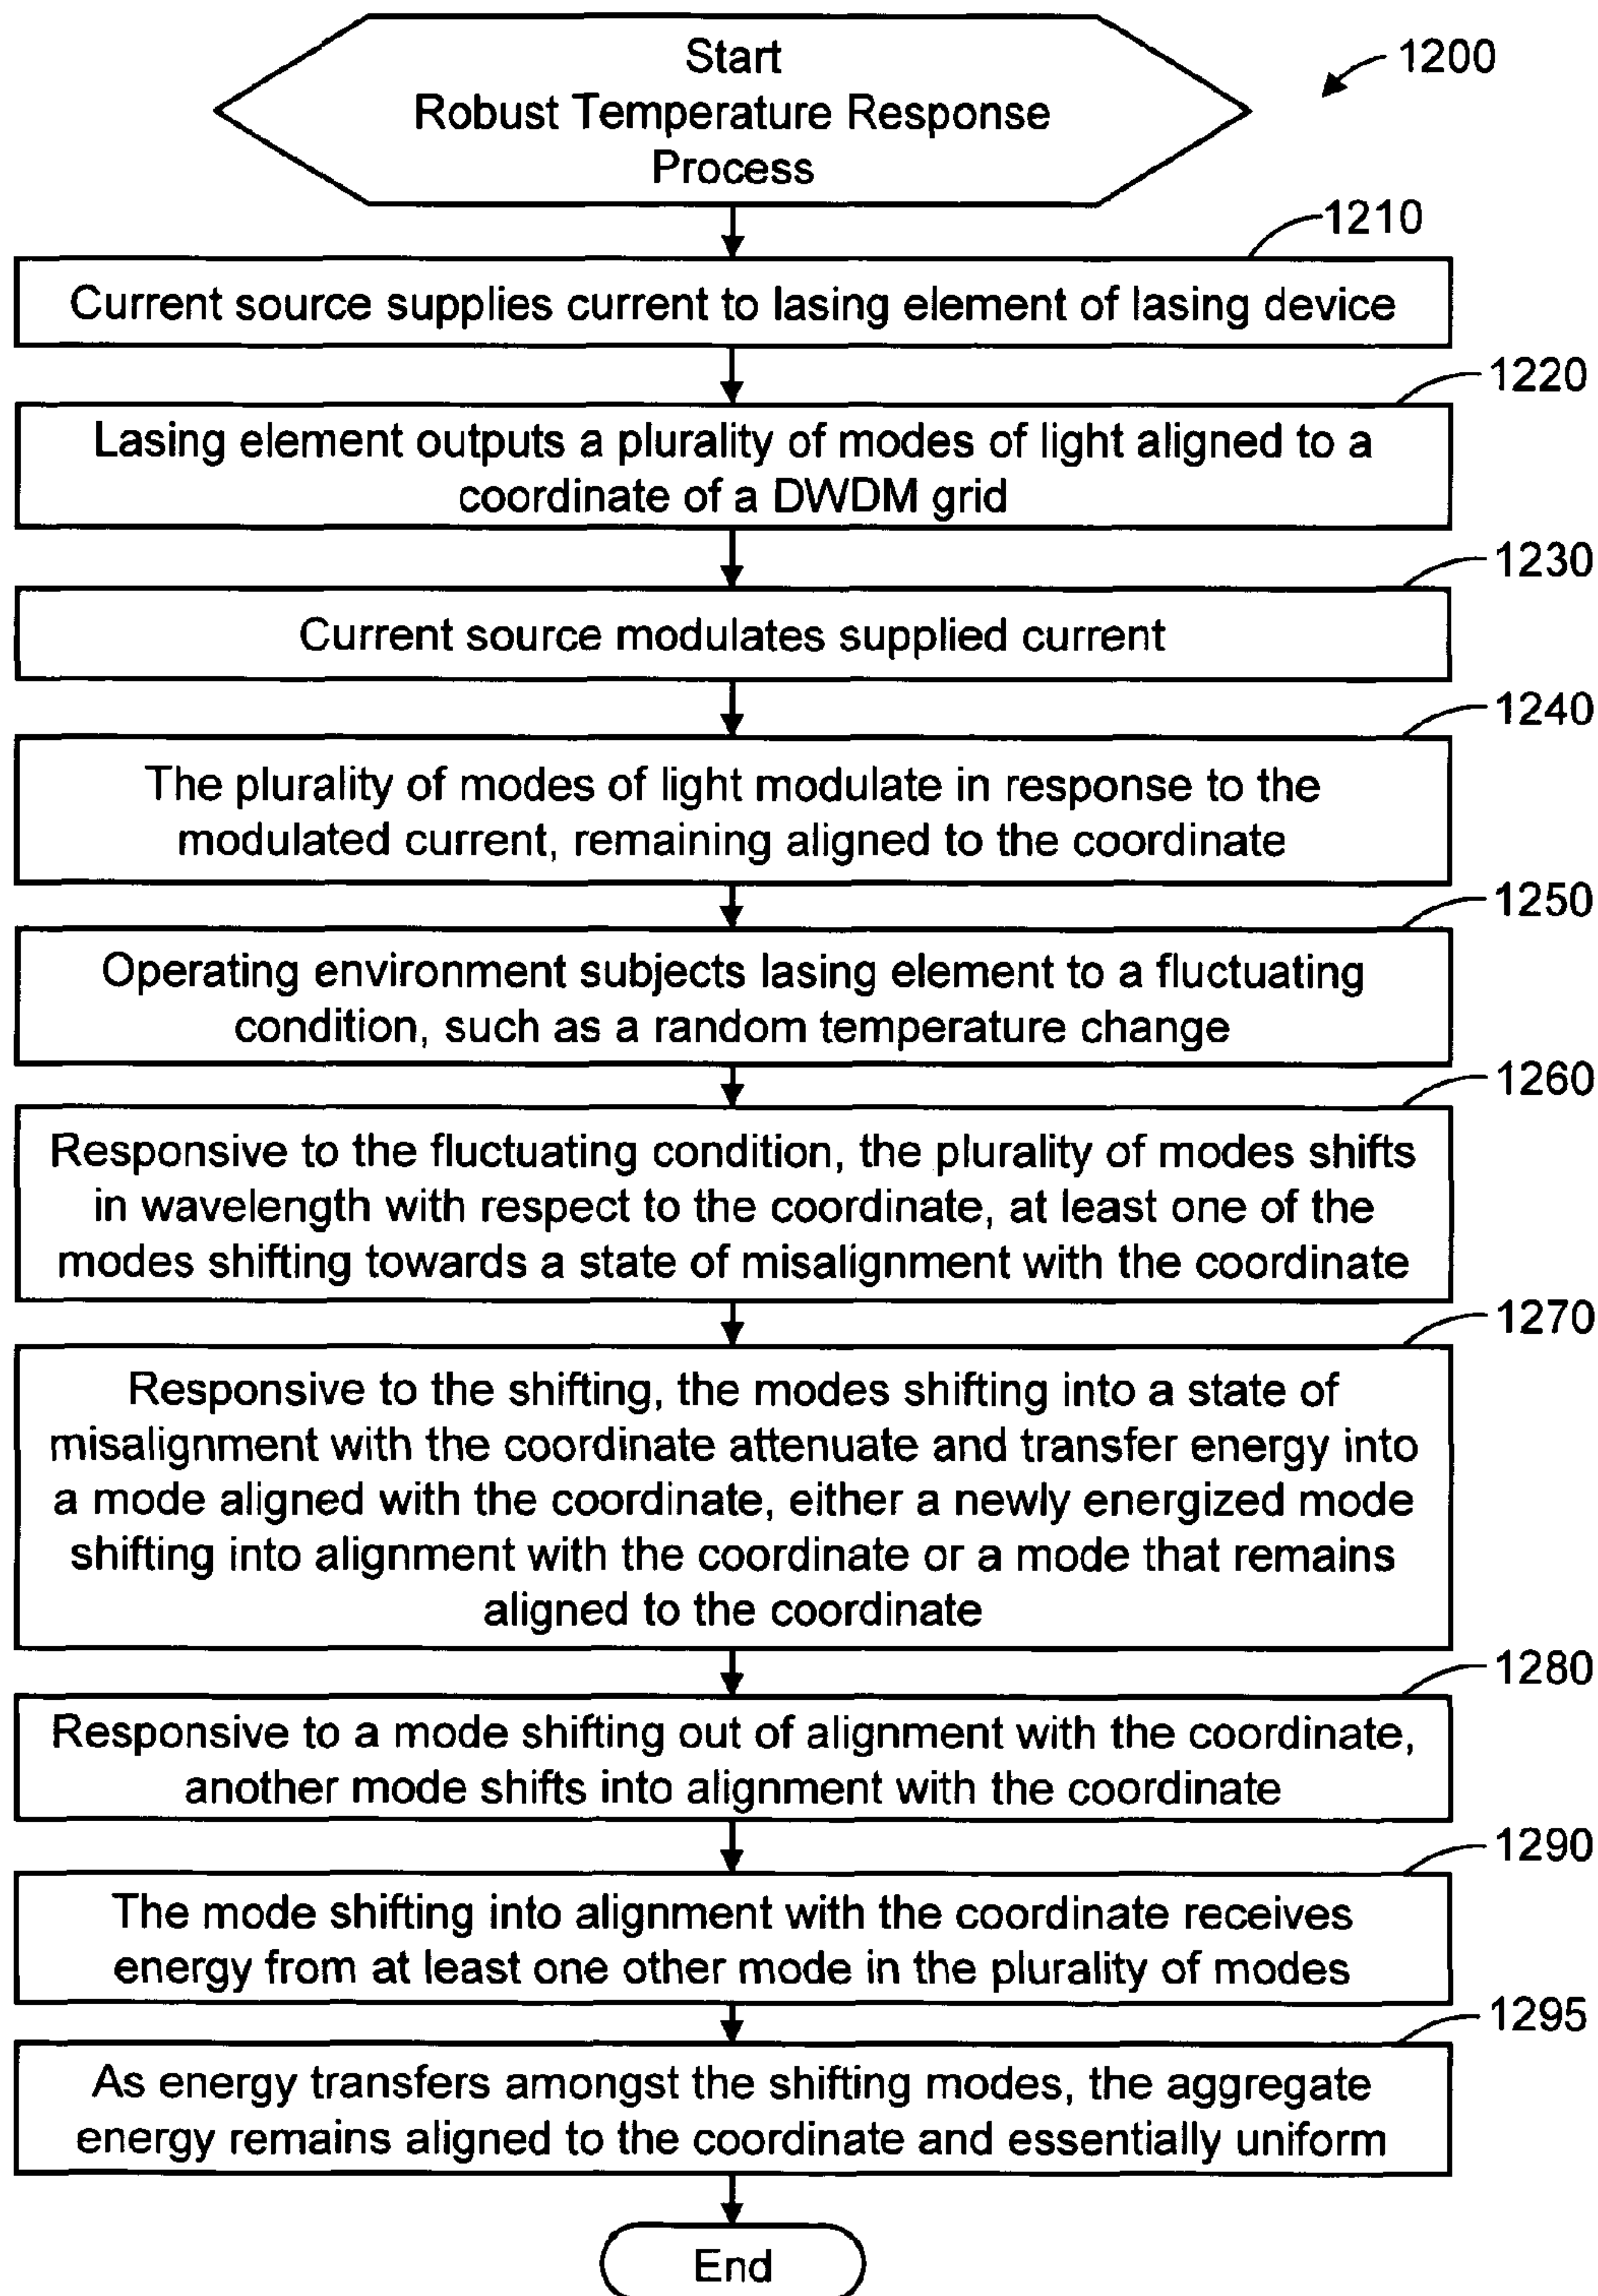 Start
Robust Temperature Response
Process
1200
1210
Current source supplies current to lasing element of lasing device
1220
Lasing element outputs a plurality of modes of light aligned to a
coordinate of a DWDM grid
1230
Current source modulates supplied current
1240
The plurality of modes of light modulate in response to the
modulated current, remaining aligned to the coordinate
1250
Operating environment subjects lasing element to a fluctuating
condition, such as a random temperature change
1260
Responsive to the fluctuating condition, the plurality of modes shifts
in wavelength with respect to the coordinate, at least one of the
modes shifting towards a state of misalignment with the coordinate
1270
Responsive to the shifting, the modes shifting into a state of
misalignment with the coordinate attenuate and transfer energy into
a mode aligned with the coordinate, either a newly energized mode
shifting into alignment with the coordinate or a mode that remains
aligned to the coordinate
1280
Responsive to a mode shifting out of alignment with the coordinate,
another mode shifts into alignment with the coordinate
1290
The mode shifting into alignment with the coordinate receives
energy from at least one other mode in the plurality of modes
1295
As energy transfers amongst the shifting modes, the aggregate
energy remains aligned to the coordinate and essentially uniform
End